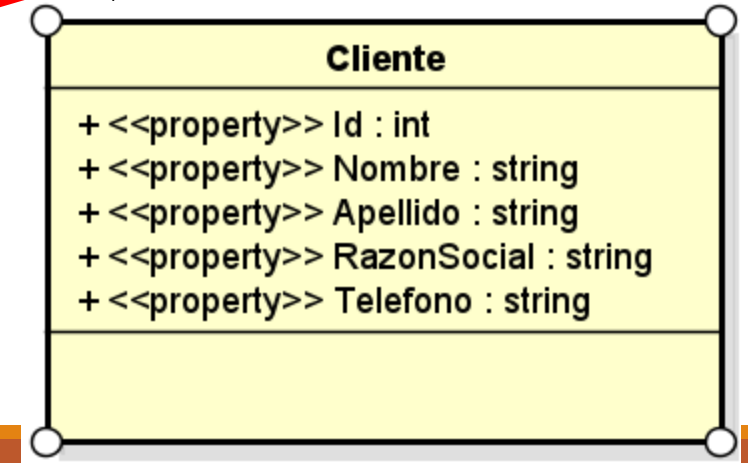 Cliente
+ <<property>> Id : int
+ <<property>> Nombre : string
+ <<property>> Apellido : string
+ <<property>> RazonSocial : string
+ <<property>> Telefono : string